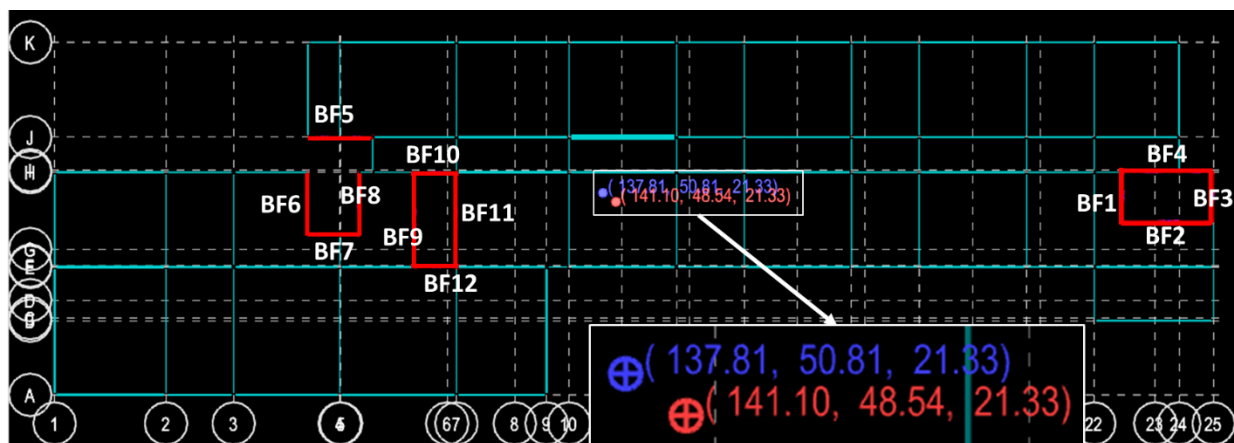 K
BF5
J
BF10
BF4
H
( 137.81, 50.81, 21.33)
( 141.10, 48.54, 21.33)
BF6
BF8
BF11
BF1
BF3
BF9
G
BF7
BF2
E
BF12
D
( 137.81, 50.81, 21.33)
( 141.10, 48.54, 21.33)
A
1 2 3 5 6 7 8 9 10 22 23 24 25